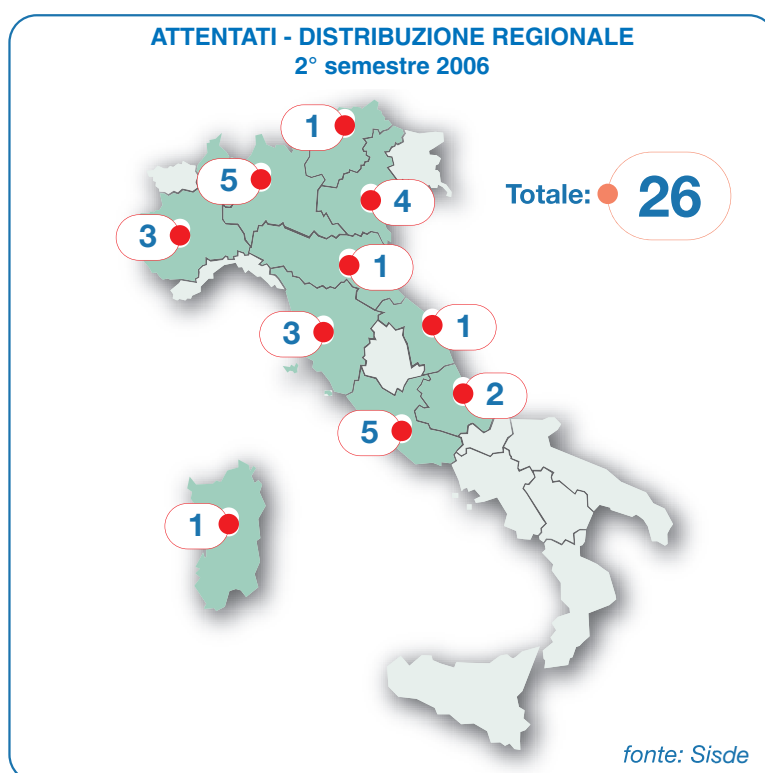 ATTENTATI - DISTRIBUZIONE REGIONALE
2° semestre 2006
1
5
4
Totale: 26
3
1
3
1
2
5
1
fonte: Sisde